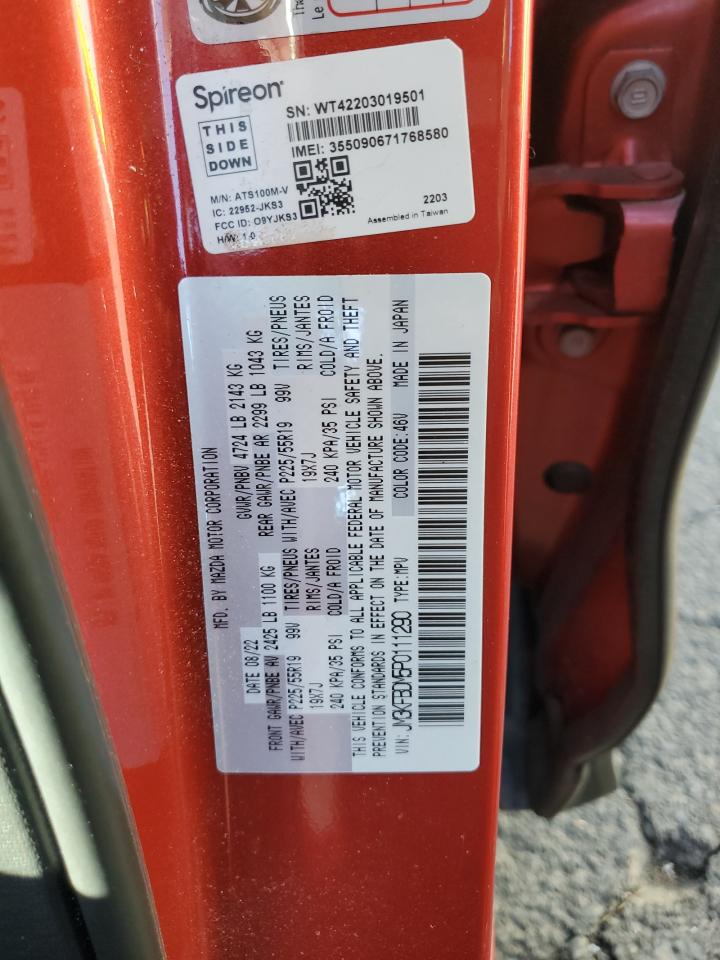 The
Le
Spireon
THIS
SIDE
DOWN
SN: WT42203019501
IMEI: 355090671768580
M/N: ATS100M-V
IC: 22952-JKS3
FCC ID: O9YJKS3
H/W: 1.0
2203
Assembled in Taiwan
MFD. BY MAZDA MOTOR CORPORATION
DATE 08/22 GVWR/PNBV 4724 LB 2143 KG
FRONT GAWR/PNBE AV 2425 LB 1100 KG REAR GAWR/PNBE AR 2299 LB 1043 KG
WITH/AVEC P225/55R19 99V TIRES/PNEUS WITH/AVEC P225/55R19 99V TIRES/PNEUS
19X7J RIMS/JANTES 19X7J RIMS/JANTES
240 KPA/35 PSI COLD/A FROID 240 KPA/35 PSI COLD/A FROID
THIS VEHICLE CONFORMS TO ALL APPLICABLE FEDERAL MOTOR VEHICLE SAFETY AND THEFT
PREVENTION STANDARDS IN EFFECT ON THE DATE OF MANUFACTURE SHOWN ABOVE.
VIN: JM3KFBDM5P0111290 TYPE:MPV COLOR CODE:46V MADE IN JAPAN